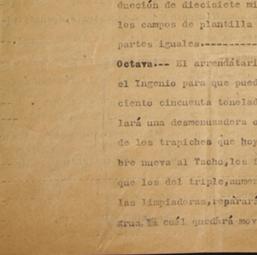 ducción de diecisiete mi
los campos de plantilla
partes iguales.----------
Octava.-- El arrendatari
el Ingenio para que pued
ciento cincuenta tonelad
lará una desmenuzadora o
de los trapiches que hoy
bre nueva al Tacho, los
que los del triple, aumen
las limpiadoras, reparará
grua, la cuál quedará mov